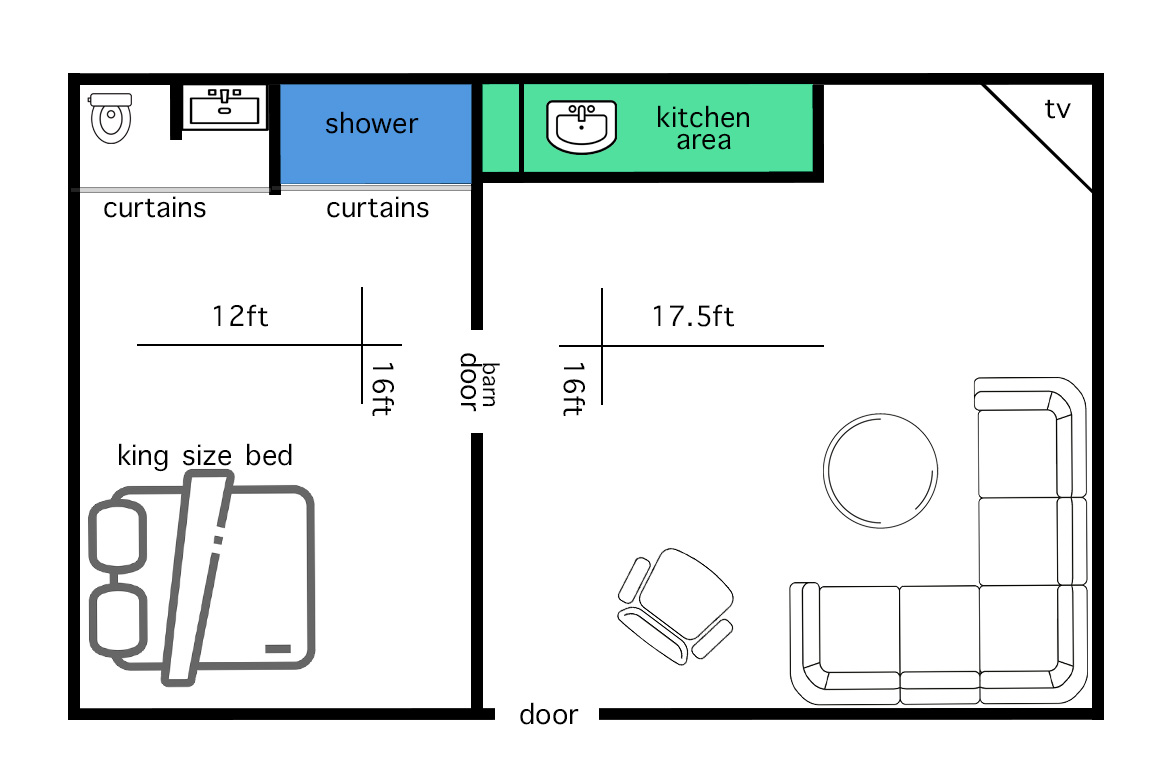 tv
shower
kitchen
area
curtains
curtains
12ft
17.5ft
16ft
barn
door
16ft
king size bed
door